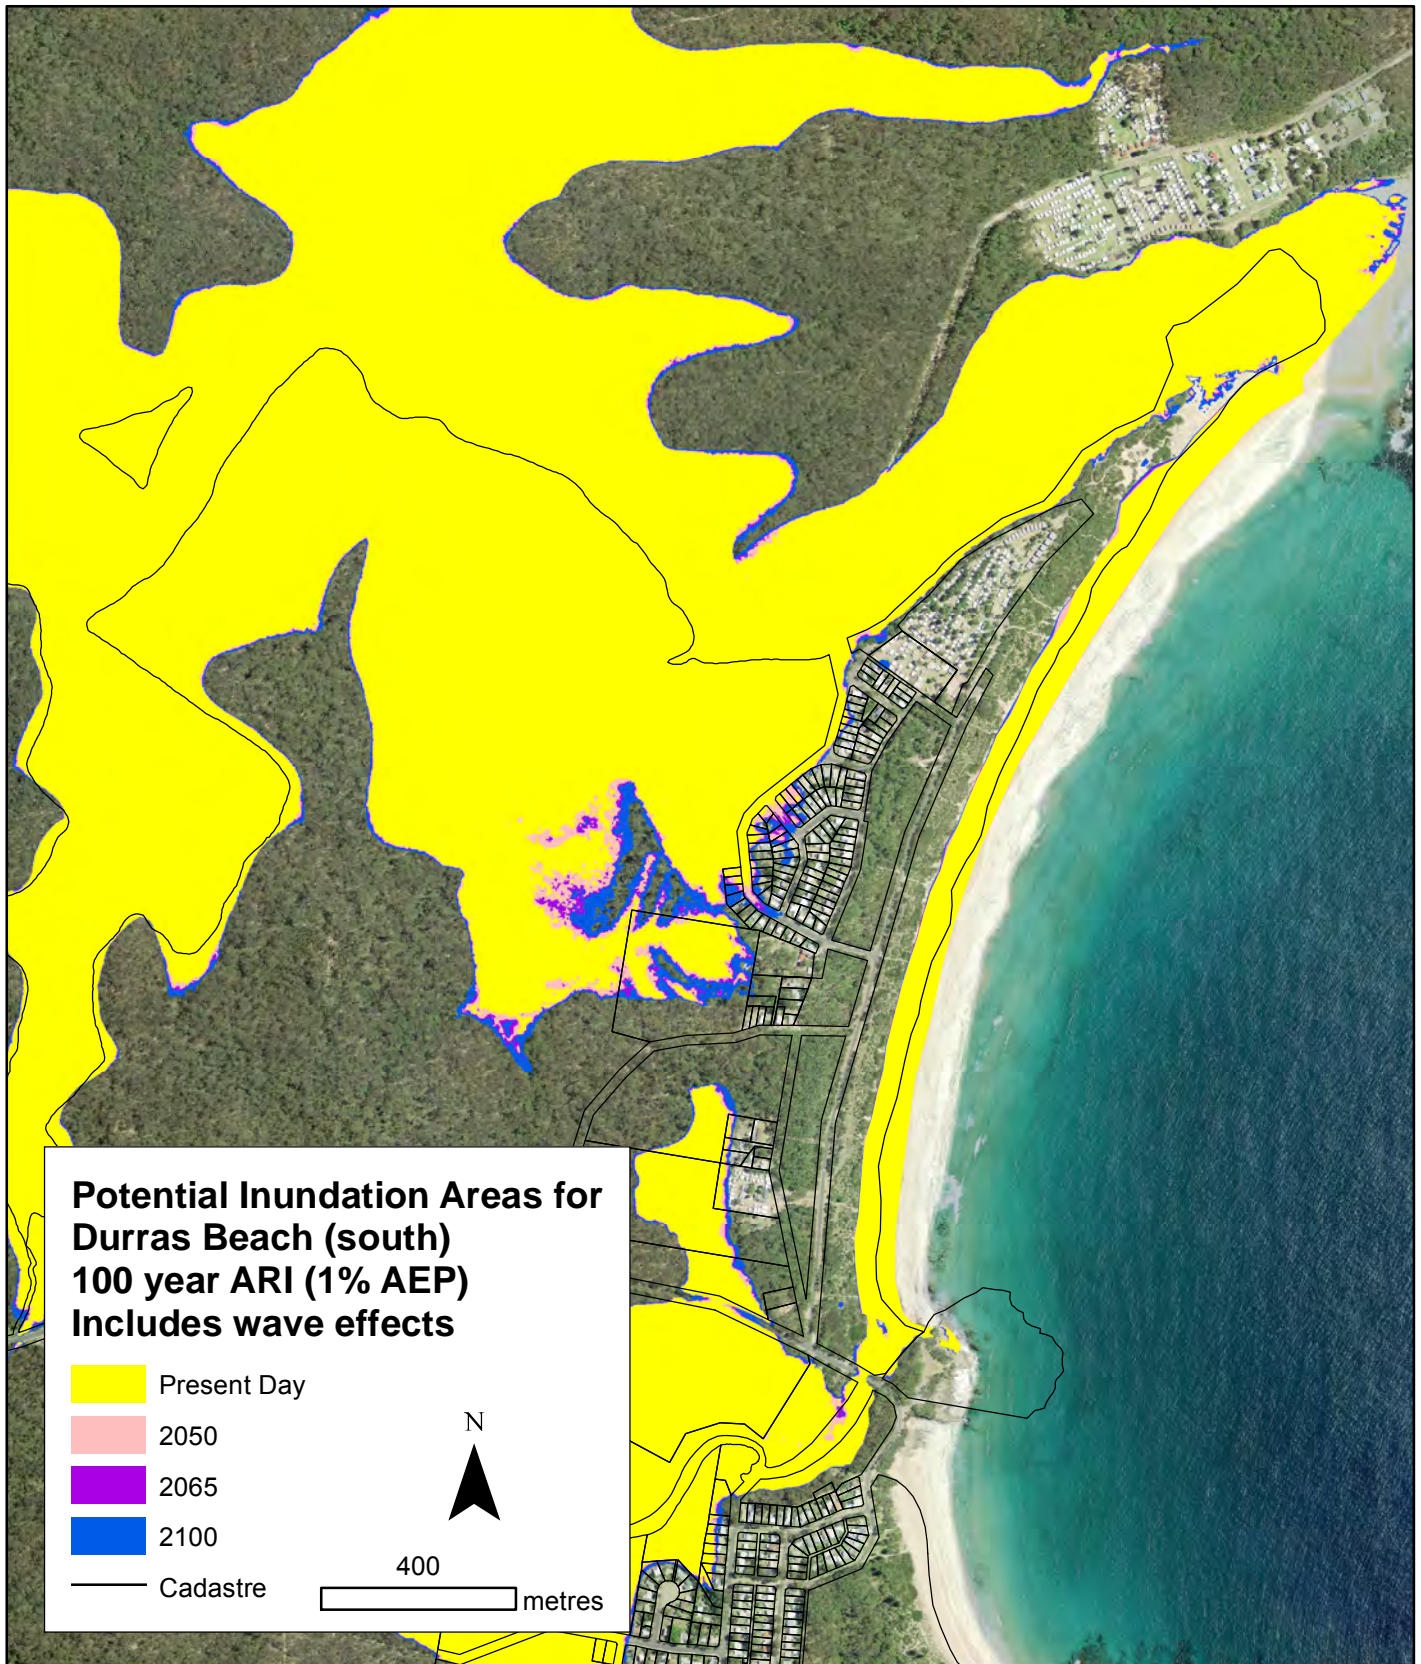 Potential Inundation Areas for
Durras Beach (south)
100 year ARI (1% AEP)
Includes wave effects
Present Day
2050
2065
2100
Cadastre
N
400
metres